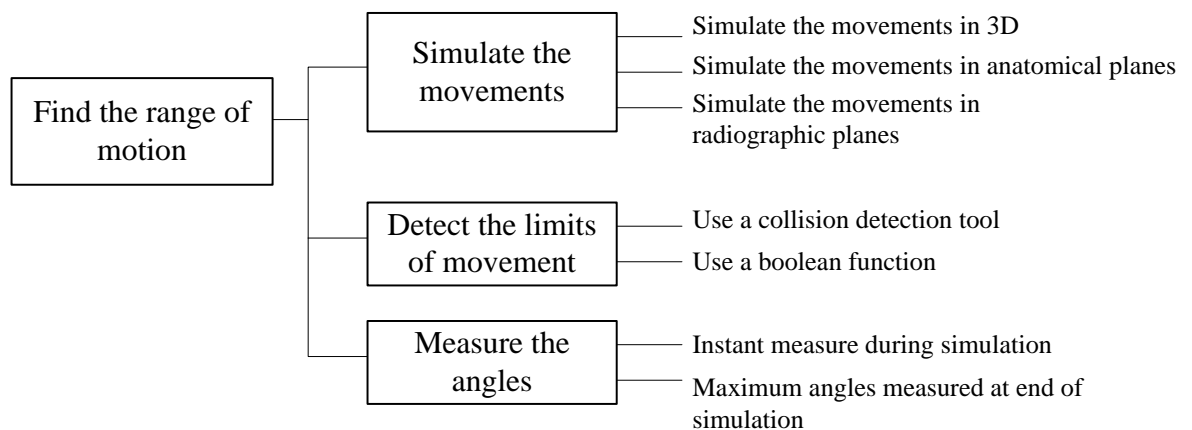 Find the range of
motion
Simulate the
movements
Simulate the movements in 3D
Simulate the movements in anatomical planes
Simulate the movements in
radiographic planes
Detect the limits
of movement
Use a collision detection tool
Use a boolean function
Measure the
angles
Instant measure during simulation
Maximum angles measured at end of
simulation